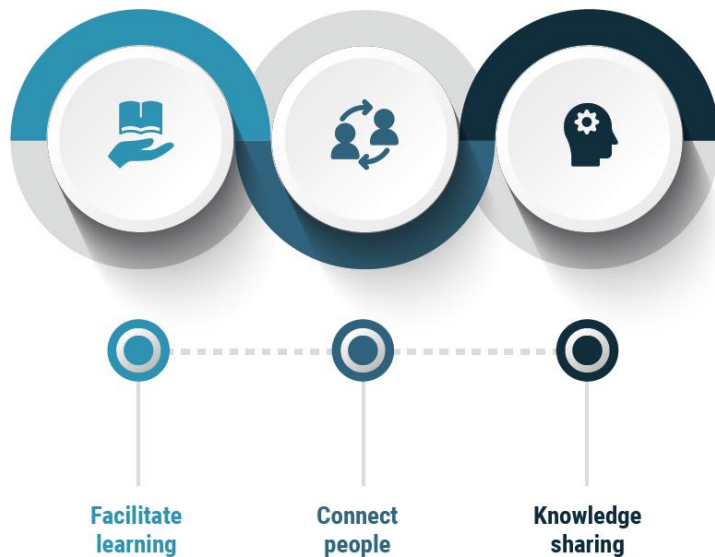 Facilitate
learning
Connect
people
Knowledge
sharing